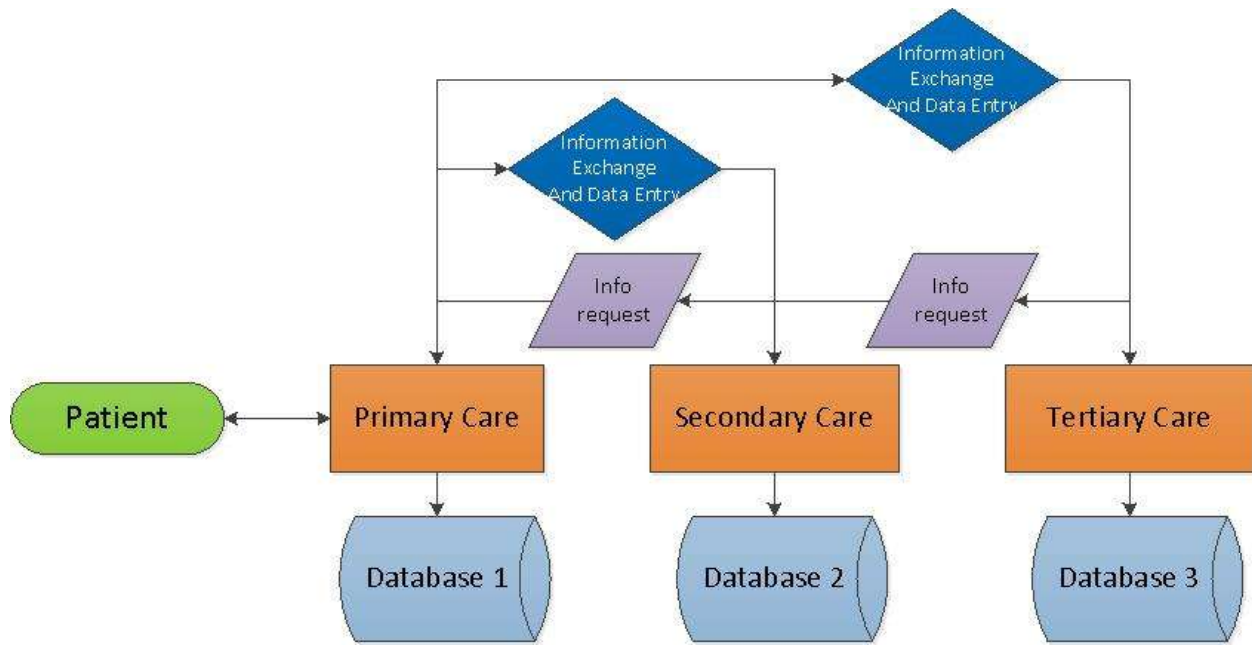 Information
Exchange
And Data Entry
Information
Exchange
And Data Entry
Info
request
Info
request
Patient
Primary Care
Secondary Care
Tertiary Care
Database 1
Database 2
Database 3